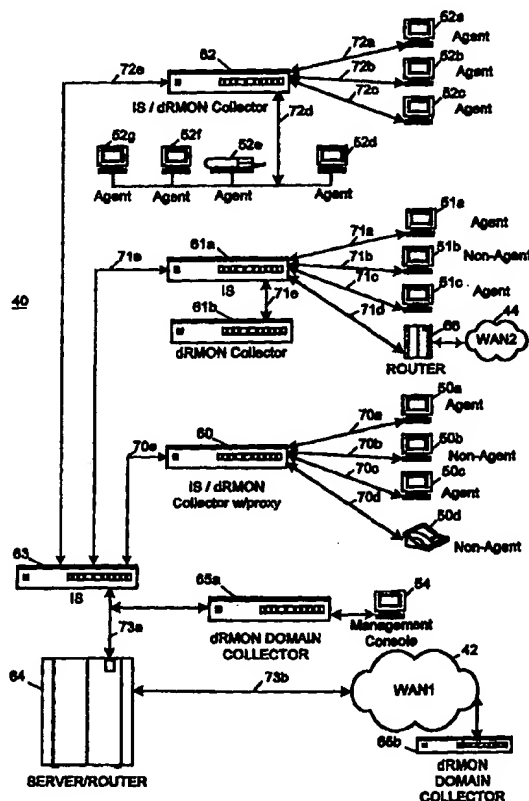 62
72a
52a
Agent
72b
52b
Agent
72e
72c
52c
Agent
IS / dRMON Collector
72d
52g
52f
52e
52d
Agent
Agent
Agent
Agent
61a
71a
51a
Agent
71b
51b
Non-Agent
71e
IS
71c
51c
Agent
40
71e
71d
61b
dRMON Collector
66
44
WAN2
ROUTER
50a
Agent
60
70a
70b
50b
Non-Agent
70e
70c
50c
Agent
IS / dRMON
Collector w/proxy
70d
50d
Non-Agent
63
IS
65a
54
73a
Management
Console
dRMON DOMAIN
COLLECTOR
42
64
73b
WAN1
65b
SERVER/ROUTER
dRMON
DOMAIN
COLLECTOR